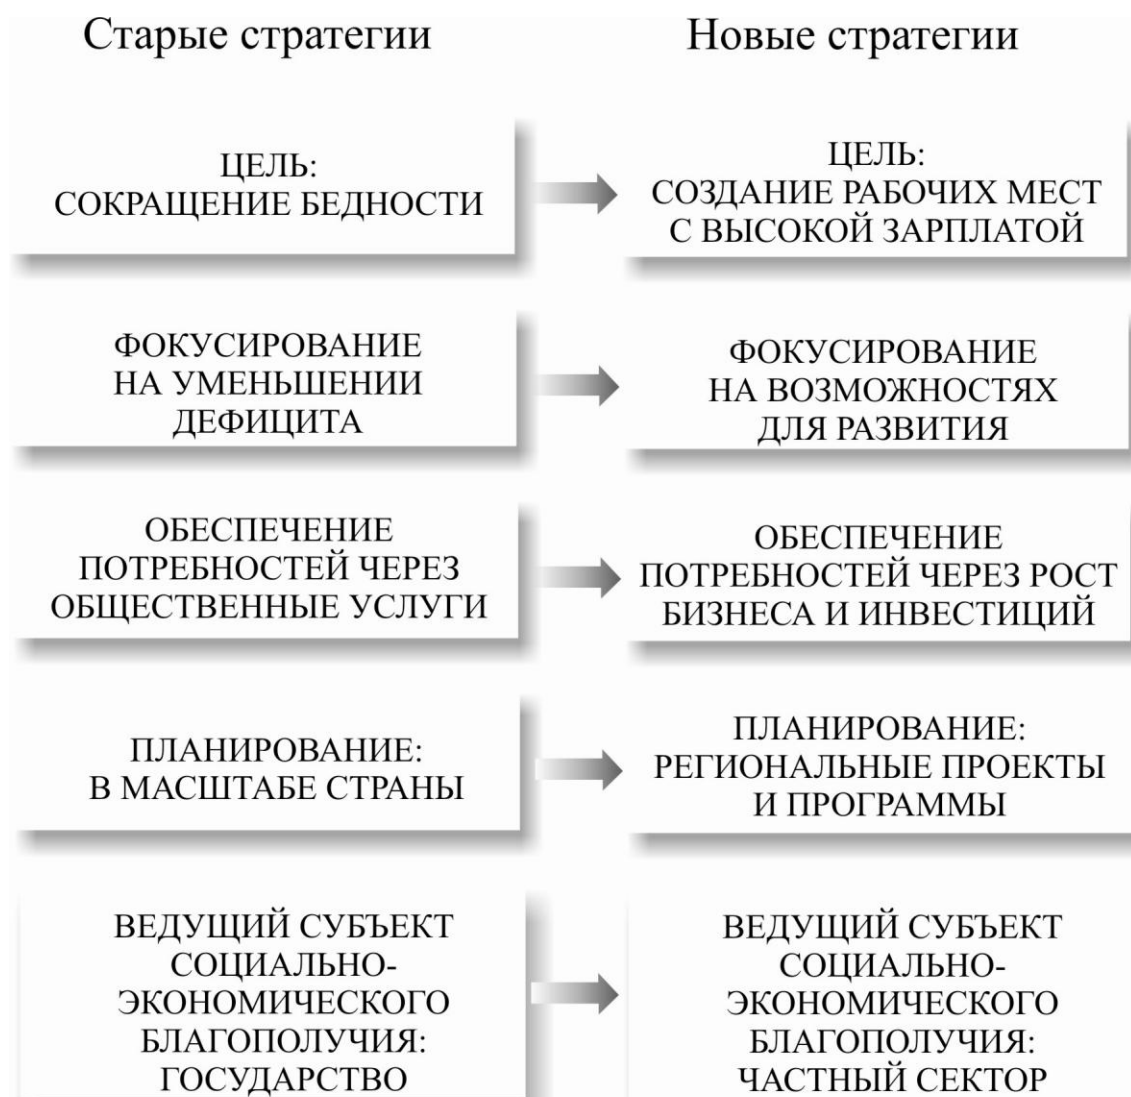 Старые стратегии
Новые стратегии
ЦЕЛЬ:
СОКРАЩЕНИЕ БЕДНОСТИ
ЦЕЛЬ:
СОЗДАНИЕ РАБОЧИХ МЕСТ
С ВЫСОКОЙ ЗАРПЛАТОЙ
ФОКУСИРОВАНИЕ
НА УМЕНЬШЕНИИ
ДЕФИЦИТА
ФОКУСИРОВАНИЕ
НА ВОЗМОЖНОСТЯХ
ДЛЯ РАЗВИТИЯ
ОБЕСПЕЧЕНИЕ
ПОТРЕБНОСТЕЙ ЧЕРЕЗ
ОБЩЕСТВЕННЫЕ УСЛУГИ
ОБЕСПЕЧЕНИЕ
ПОТРЕБНОСТЕЙ ЧЕРЕЗ РОСТ
БИЗНЕСА И ИНВЕСТИЦИЙ
ПЛАНИРОВАНИЕ:
В МАСШТАБЕ СТРАНЫ
ПЛАНИРОВАНИЕ:
РЕГИОНАЛЬНЫЕ ПРОЕКТЫ
И ПРОГРАММЫ
ВЕДУЩИЙ СУБЪЕКТ
СОЦИАЛЬНО-
ЭКОНОМИЧЕСКОГО
БЛАГОПОЛУЧИЯ:
ГОСУДАРСТВО
ВЕДУЩИЙ СУБЪЕКТ
СОЦИАЛЬНО-
ЭКОНОМИЧЕСКОГО
БЛАГОПОЛУЧИЯ:
ЧАСТНЫЙ СЕКТОР